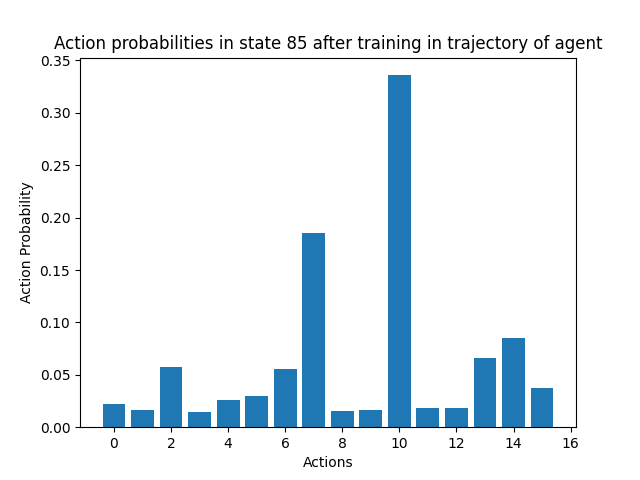 Action probabilities in state 85 after training in trajectory of agent
0.35
0.30
0.25
0.20
0.15
0.10
0.05
0.00
Action Probability
0 2 4 6 8 10 12 14 16
Actions